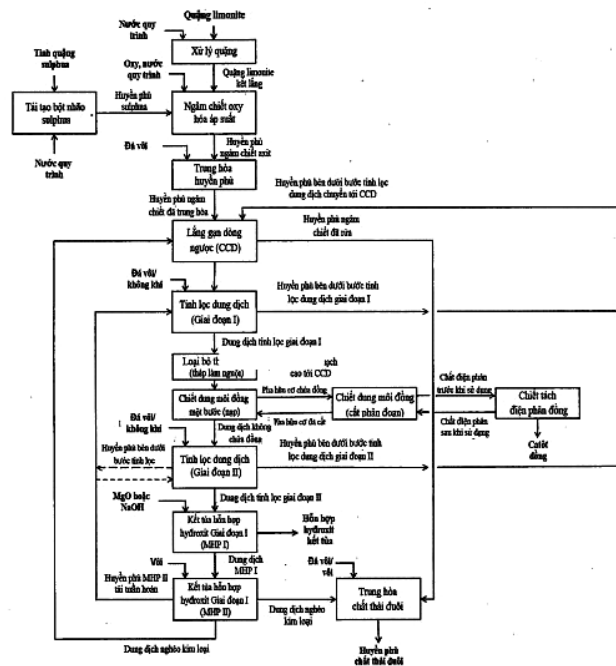 Quặng limonite
Nước quy
trình
Xử lý quặng
Tinh quặng
sulphua
Oxy, nước
quy trình
Quặng limonite
kết lắng
Tái tạo bột nhão
sulphua
Huyền phù
sulphua
Ngâm chiết oxy
hóa áp suất
Nước quy
trình
Đá vôi
Huyền phù
ngâm chiết axit
Trung hòa
huyền phù
Huyền phù bên dưới bước tinh lọc
dung dịch chuyển tới CCD
Huyền phù ngâm
chiết đã trung hòa
Huyền phù ngâm
chiết đã rửa
Lắng gạn dòng
ngược (CCD)
Đá vôi/
không khí
Huyền phù bên dưới bước tinh
lọc dung dịch giai đoạn I
Tinh lọc dung dịch
(Giai đoạn I)
Dung dịch tinh lọc giai đoạn I
Loại bỏ
(tháp làm nguội)
cao tới CCD
Chiết dung môi đồng
một bước (nạp)
Pha hữu cơ chứa đồng
Chiết dung môi đồng
(cất phân đoạn)
Chất điện phân
trước khi sử dụng
Chiết tách
điện phân đồng
Chất điện phân
sau khi sử dụng
Catôt
đồng
Đá vôi/
không khí
Dung dịch không
chứa đồng
Huyền phù bên dưới
bước tinh lọc
Tinh lọc dung dịch
(Giai đoạn II)
Huyền phù bên dưới bước tinh
lọc dung dịch giai đoạn II
Dung dịch tinh lọc giai đoạn II
MgO hoặc
NaOH
Kết tủa hỗn hợp
hydroxit Giai đoạn I
(MHP I)
Hỗn hợp
hydroxit
kết tủa
Vôi
Dung dịch
MHP I
Đá vôi/
vôi
Huyền phù MHP II
tái tuần hoàn
Kết tủa hỗn hợp
hydroxit Giai đoạn I
(MHP II)
Dung dịch nghèo
kim loại
Trung hòa
chất thải đuôi
Dung dịch nghèo kim loại
Huyền phù
chất thải đuôi